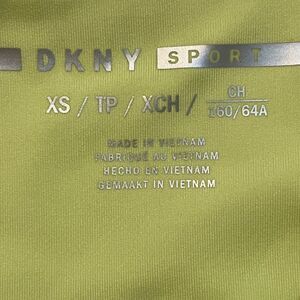 DKNY SPORT
XS / TP / XCH / CH 160/64A
MADE IN VIETNAM
FABRIQUÉ AU VIETNAM
HECHO EN VIETNAM
GEMAAKT IN VIETNAM